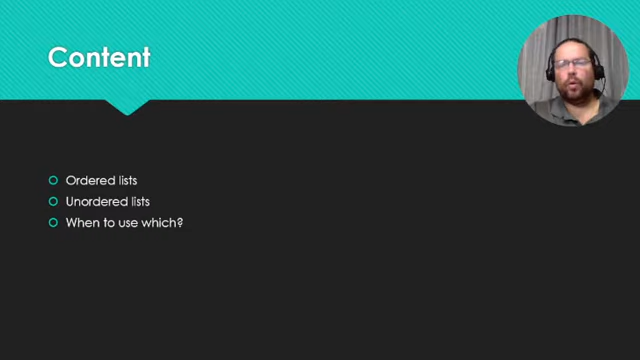 Content
Ordered lists
Unordered lists
When to use which?